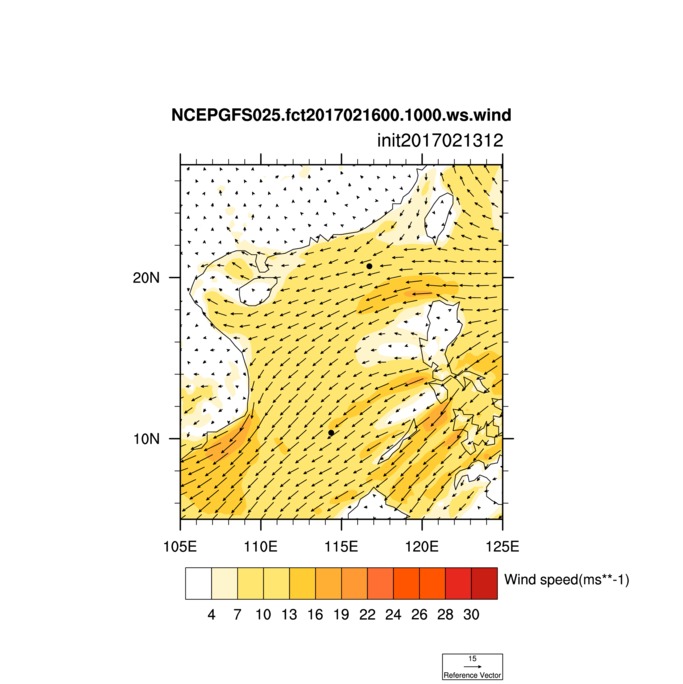 NCEPGFS025.fct2017021600.1000.ws.wind
init2017021312
20N
10N
105E 110E 115E 120E 125E
Wind speed(ms**-1)
4 7 10 13 16 19 22 24 26 28 30
15
Reference Vector